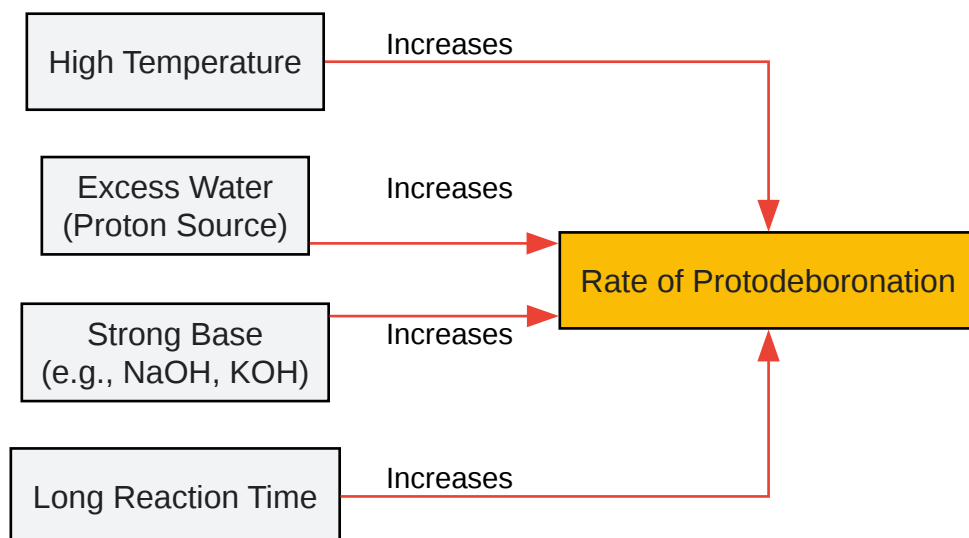 High Temperature
Increases
Excess Water
(Proton Source)
Increases
Rate of Protodeboronation
Strong Base
(e.g., NaOH, KOH)
Increases
Long Reaction Time
Increases